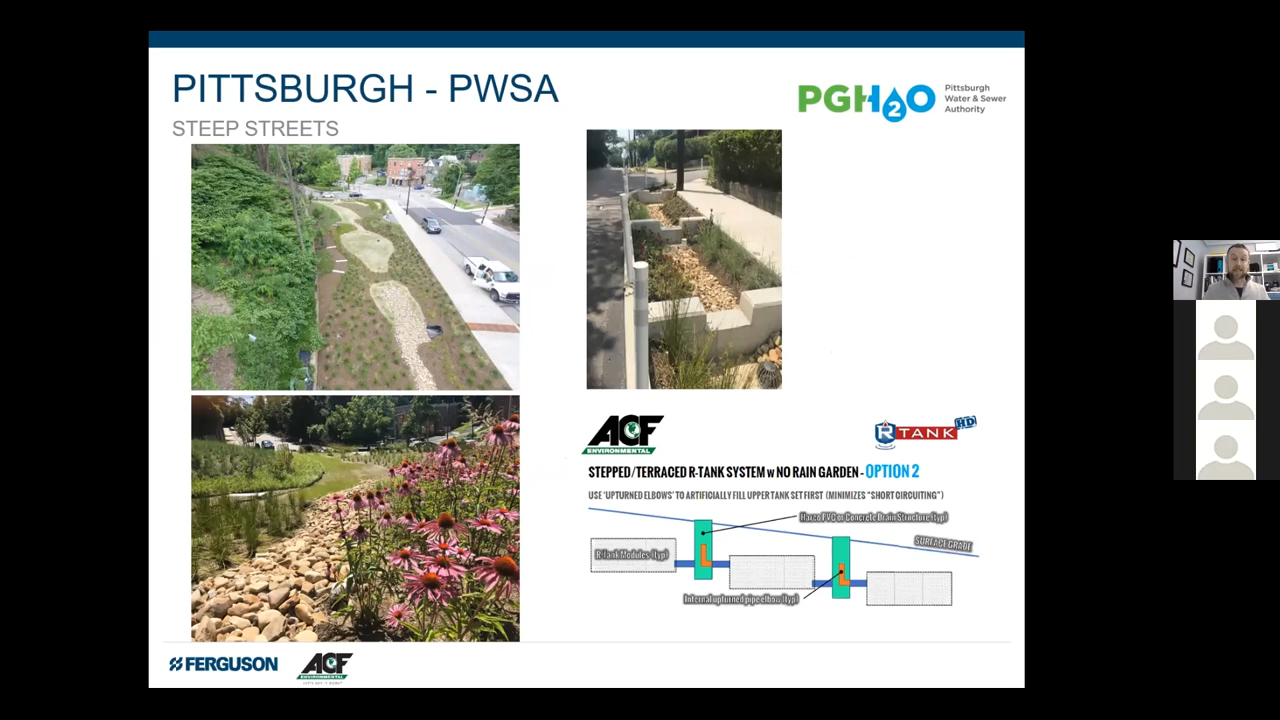 PITTSBURGH - PWSA
STEEP STREETS
PGH2O
Pittsburgh
Water & Sewer
Authority
ACF
ENVIRONMENTAL
R TANK HD
STEPPED/TERRACED R-TANK SYSTEM w NO RAIN GARDEN - OPTION 2
USE 'UPTURNED ELBOWS' TO ARTIFICIALLY FILL UPPER TANK SET FIRST (MINIMIZES "SHORT CIRCUITING")
Harco PVC or Concrete Drain Structure (typ)
SURFACE GRADE
R-Tank Modules (typ)
Internal upturned pipe elbow (typ)
FERGUSON
ACF
ENVIRONMENTAL